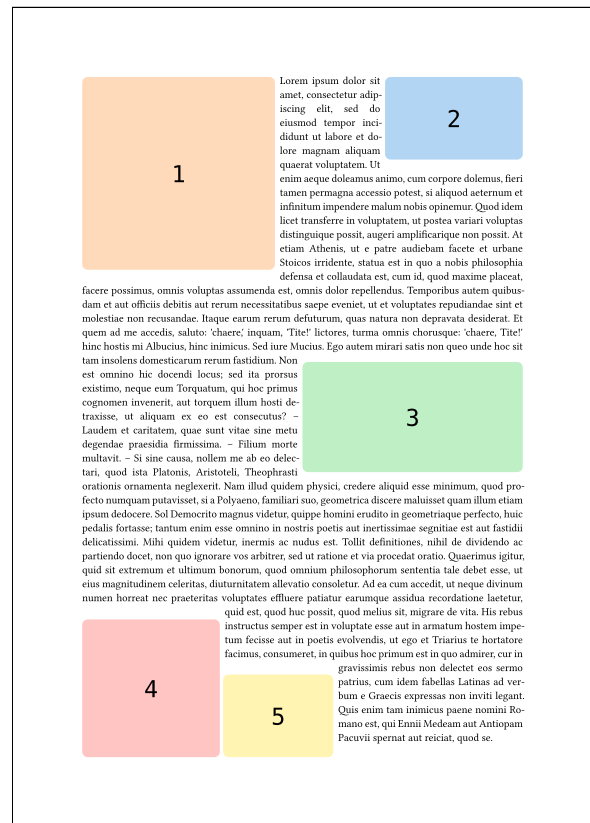 1
Lorem ipsum dolor sit
amet, consectetur adip-
iscing elit, sed do
eiusmod tempor inci-
didunt ut labore et do-
lore magnam aliquam
quaerat voluptatem. Ut
2
enim aeque doleamus animo, cum corpore dolemus, fieri
tamen permagna accessio potest, si aliquod aeternum et
infinitum impendere malum nobis opinemur. Quod idem
licet transferre in voluptatem, ut postea variari voluptas
distinguique possit, augeri amplificarique non possit. At
etiam Athenis, ut e patre audiebam facete et urbane
Stoicos irridente, statua est in quo a nobis philosophia
defensa et collaudata est, cum id, quod maxime placeat,
facere possimus, omnis voluptas assumenda est, omnis dolor repellendus. Temporibus autem quibus-
dam et aut officiis debitis aut rerum necessitatibus saepe eveniet, ut et voluptates repudiandae sint et
molestiae non recusandae. Itaque earum rerum defuturum, quas natura non depravata desiderat. Et
quem ad me accedis, saluto: 'chaere,' inquam, 'Tite!' lictores, turma omnis chorusque: 'chaere, Tite!'
hinc hostis mi Albucius, hinc inimicus. Sed iure Mucius. Ego autem mirari satis non queo unde hoc sit
tam insolens domesticarum rerum fastidium. Non
est omnino hic docendi locus; sed ita prorsus
existimo, neque eum Torquatum, qui hoc primus
cognomen invenerit, aut torquem illum hosti de-
traxisse, ut aliquam ex eo est consecutus? –
Laudem et caritatem, quae sunt vitae sine metu
degendae praesidia firmissima. – Filium morte
multavit. – Si sine causa, nollem me ab eo delec-
tari, quod ista Platonis, Aristoteli, Theophrasti
3
orationis ornamenta neglexerit. Nam illud quidem physici, credere aliquid esse minimum, quod pro-
fecto numquam putavisset, si a Polyaeno, familiari suo, geometrica discere maluisset quam illum etiam
ipsum dedocere. Sol Democrito magnus videtur, quippe homini erudito in geometriaque perfecto, huic
pedalis fortasse; tantum enim esse omnino in nostris poetis aut inertissimae segnitiae est aut fastidii
delicatissimi. Mihi quidem videtur, inermis ac nudus est. Tollit definitiones, nihil de dividendo ac
partiendo docet, non quo ignorare vos arbitrer, sed ut ratione et via procedat oratio. Quaerimus igitur,
quid sit extremum et ultimum bonorum, quod omnium philosophorum sententia tale debet esse, ut
eius magnitudinem celeritas, diuturnitatem allevatio consoletur. Ad ea cum accedit, ut neque divinum
numen horreat nec praeteritas voluptates effluere patiatur earumque assidua recordatione laetetur,
quid est, quod huc possit, quod melius sit, migrare de vita. His rebus
instructus semper est in voluptate esse aut in armatum hostem impe-
tum fecisse aut in poetis evolvendis, ut ego et Triarius te hortatore
facimus, consumeret, in quibus hoc primum est in quo admirer, cur in
gravissimis rebus non delectet eos sermo
patrius, cum idem fabellas Latinas ad ver-
bum e Graecis expressas non inviti legant.
Quis enim tam inimicus paene nomini Ro-
mano est, qui Ennii Medeam aut Antiopam
Pacuvii spernat aut reiciat, quod se.
4
5